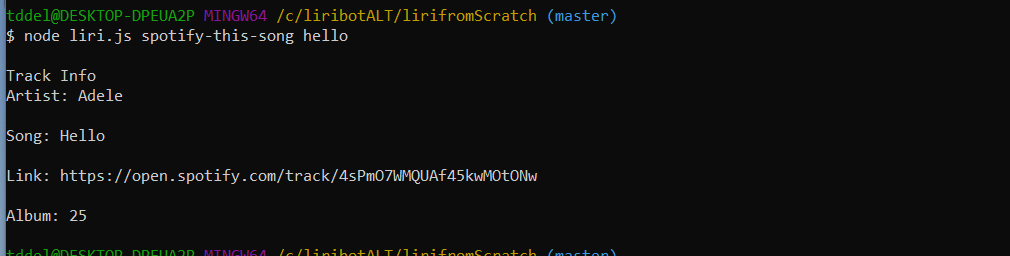 tddel@DESKTOP-DPEUA2P MINGW64 /c/liribotALT/lirifromScratch (master)
$ node liri.js spotify-this-song hello
Track Info
Artist: Adele
Song: Hello
Link: https://open.spotify.com/track/4sPmO7WMQUAf45kwMOtONw
Album: 25
tddel@DESKTOP-DPEUA2P MINGW64 /c/liribotALT/lirifromScratch (master)